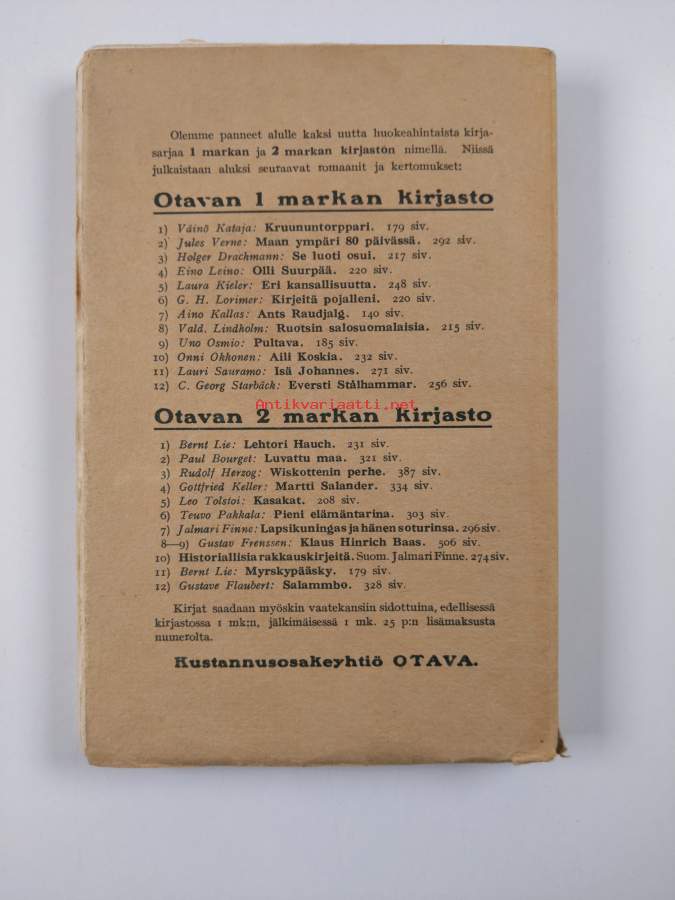 Olemme panneet alulle kaksi uutta huokeahintaista kirja-
sarjaa 1 markan ja 2 markan kirjaston nimellä. Niissä
julkaistaan aluksi seuraavat romaanit ja kertomukset:
Otavan 1 markan kirjasto
1) Väinö Kataja: Kruununtorppari. 179 siv.
2) Jules Verne: Maan ympäri 80 päivässä. 292 siv.
3) Holger Drachmann: Se luoti osui. 217 siv.
4) Eino Leino: Olli Suurpää. 220 siv.
5) Laura Kieler: Eri kansallisuutta. 248 siv.
6) G. H. Lorimer: Kirjeitä pojalleni. 220 siv.
7) Aino Kallas: Ants Raudjalg. 140 siv.
8) Vald. Lindholm: Ruotsin salosuomalaisia. 215 siv.
9) Uno Osmio: Pultava. 185 siv.
10) Onni Okkonen: Aili Koskia. 232 siv.
11) Lauri Sauramo: Isä Johannes. 271 siv.
12) C. Georg Starbäck: Eversti Stålhammar. 256 siv.
Antikvariaatti.net
Otavan 2 markan kirjasto
1) Bernt Lie: Lehtori Hauch. 231 siv.
2) Paul Bourget: Luvattu maa. 321 siv.
3) Rudolf Herzog: Wiskottenin perhe. 387 siv.
4) Gottfried Keller: Martti Salander. 334 siv.
5) Leo Tolstoi: Kasakat. 208 siv.
6) Teuvo Pakkala: Pieni elämäntarina. 303 siv.
7) Jalmari Finne: Lapsikuningas ja hänen soturinsa. 296 siv.
8—9) Gustav Frenssen: Klaus Hinrich Baas. 506 siv.
10) Historiallisia rakkauskirjeitä. Suom. Jalmari Finne. 274 siv.
11) Bernt Lie: Myrskypääsky. 179 siv.
12) Gustave Flaubert: Salammbo. 328 siv.
Kirjat saadaan myöskin vaatekansiin sidottuina, edellisessä
kirjastossa 1 mk:n, jälkimäisessä 1 mk. 25 p:n lisämaksusta
numerolta.
Kustannusosakeyhtiö OTAVA.